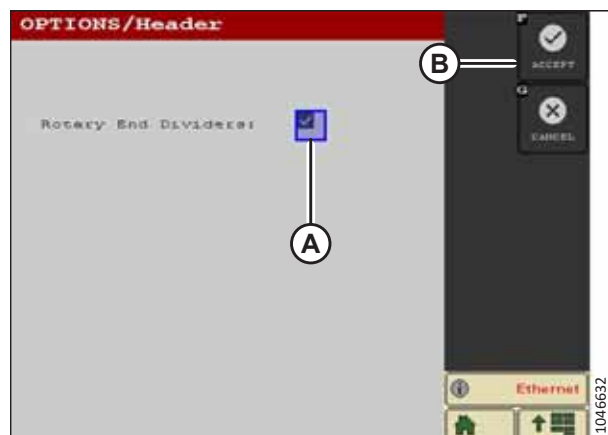 OPTIONS/Header
F
ACCEPT
B
G
CANCEL
Rotary End Dividers:
A
Ethernet
1046632